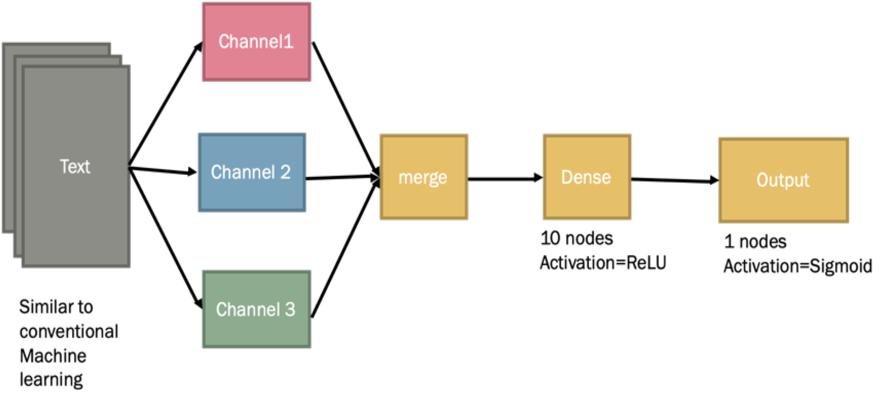 Channel1
Text
Channel 2
merge
Dense
Output
Channel 3
10 nodes
Activation=ReLU
1 nodes
Activation=Sigmoid
Similar to
conventional
Machine
learning